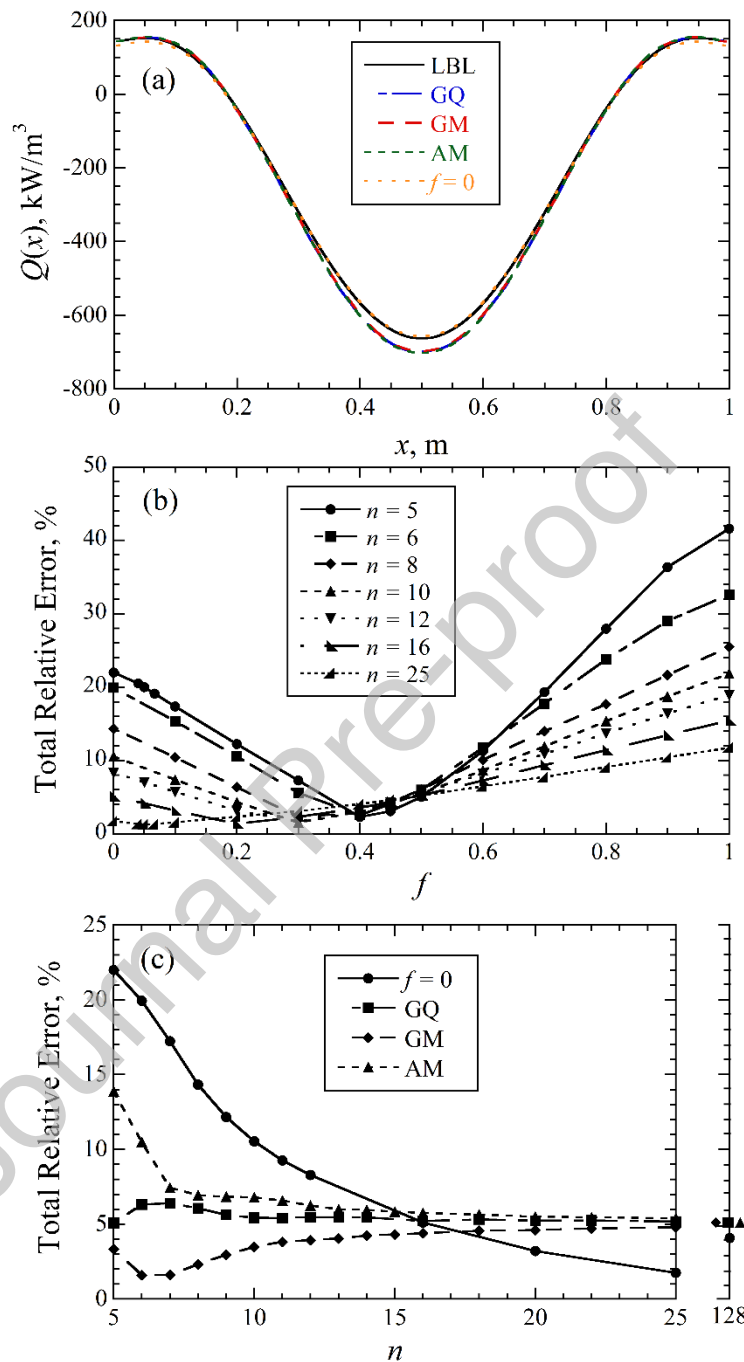 200
0
-200
-400
-600
-800
Q(x), kW/m³
(a)
LBL
GQ
GM
AM
f = 0
0 0.2 0.4 0.6 0.8 1
x, m
50
40
30
20
10
0
Total Relative Error, %
(b)
n = 5
n = 6
n = 8
n = 10
n = 12
n = 16
n = 25
0 0.2 0.4 0.6 0.8 1
f
25
20
15
10
5
0
Total Relative Error, %
(c)
f = 0
GQ
GM
AM
5 10 15 20 25 128
n
Journal Pre-proof